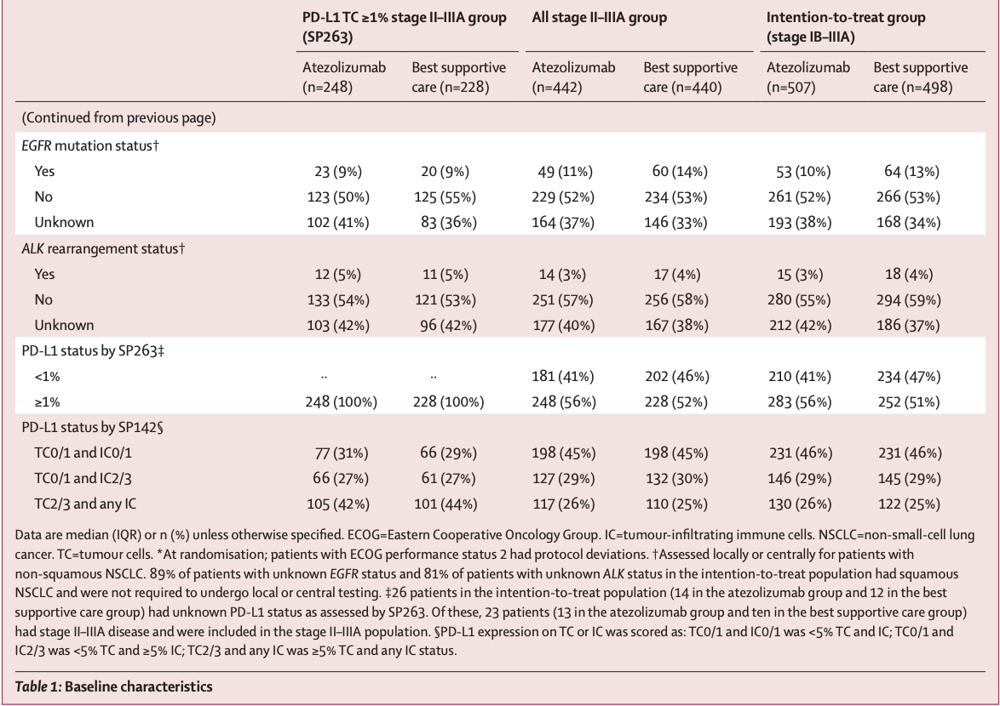 PD-L1 TC ≥1% stage II–IIIA group (SP263) All stage II–IIIA group Intention-to-treat group (stage IB–IIIA)
Atezolizumab (n=248) Best supportive care (n=228) Atezolizumab (n=442) Best supportive care (n=440) Atezolizumab (n=507) Best supportive care (n=498)
(Continued from previous page)
EGFR mutation status†
Yes 23 (9%) 20 (9%) 49 (11%) 60 (14%) 53 (10%) 64 (13%)
No 123 (50%) 125 (55%) 229 (52%) 234 (53%) 261 (52%) 266 (53%)
Unknown 102 (41%) 83 (36%) 164 (37%) 146 (33%) 193 (38%) 168 (34%)
ALK rearrangement status†
Yes 12 (5%) 11 (5%) 14 (3%) 17 (4%) 15 (3%) 18 (4%)
No 133 (54%) 121 (53%) 251 (57%) 256 (58%) 280 (55%) 294 (59%)
Unknown 103 (42%) 96 (42%) 177 (40%) 167 (38%) 212 (42%) 186 (37%)
PD-L1 status by SP263‡
<1% ·· ·· 181 (41%) 202 (46%) 210 (41%) 234 (47%)
≥1% 248 (100%) 228 (100%) 248 (56%) 228 (52%) 283 (56%) 252 (51%)
PD-L1 status by SP142§
TC0/1 and IC0/1 77 (31%) 66 (29%) 198 (45%) 198 (45%) 231 (46%) 231 (46%)
TC0/1 and IC2/3 66 (27%) 61 (27%) 127 (29%) 132 (30%) 146 (29%) 145 (29%)
TC2/3 and any IC 105 (42%) 101 (44%) 117 (26%) 110 (25%) 130 (26%) 122 (25%)
Data are median (IQR) or n (%) unless otherwise specified. ECOG=Eastern Cooperative Oncology Group. IC=tumour-infiltrating immune cells. NSCLC=non-small-cell lung
cancer. TC=tumour cells. *At randomisation; patients with ECOG performance status 2 had protocol deviations. †Assessed locally or centrally for patients with
non-squamous NSCLC. 89% of patients with unknown EGFR status and 81% of patients with unknown ALK status in the intention-to-treat population had squamous
NSCLC and were not required to undergo local or central testing. ‡26 patients in the intention-to-treat population (14 in the atezolizumab group and 12 in the best
supportive care group) had unknown PD-L1 status as assessed by SP263. Of these, 23 patients (13 in the atezolizumab group and ten in the best supportive care group)
had stage II–IIIA disease and were included in the stage II–IIIA population. §PD-L1 expression on TC or IC was scored as: TC0/1 and IC0/1 was <5% TC and IC; TC0/1 and
IC2/3 was <5% TC and ≥5% IC; TC2/3 and any IC was ≥5% TC and any IC status.
Table 1: Baseline characteristics